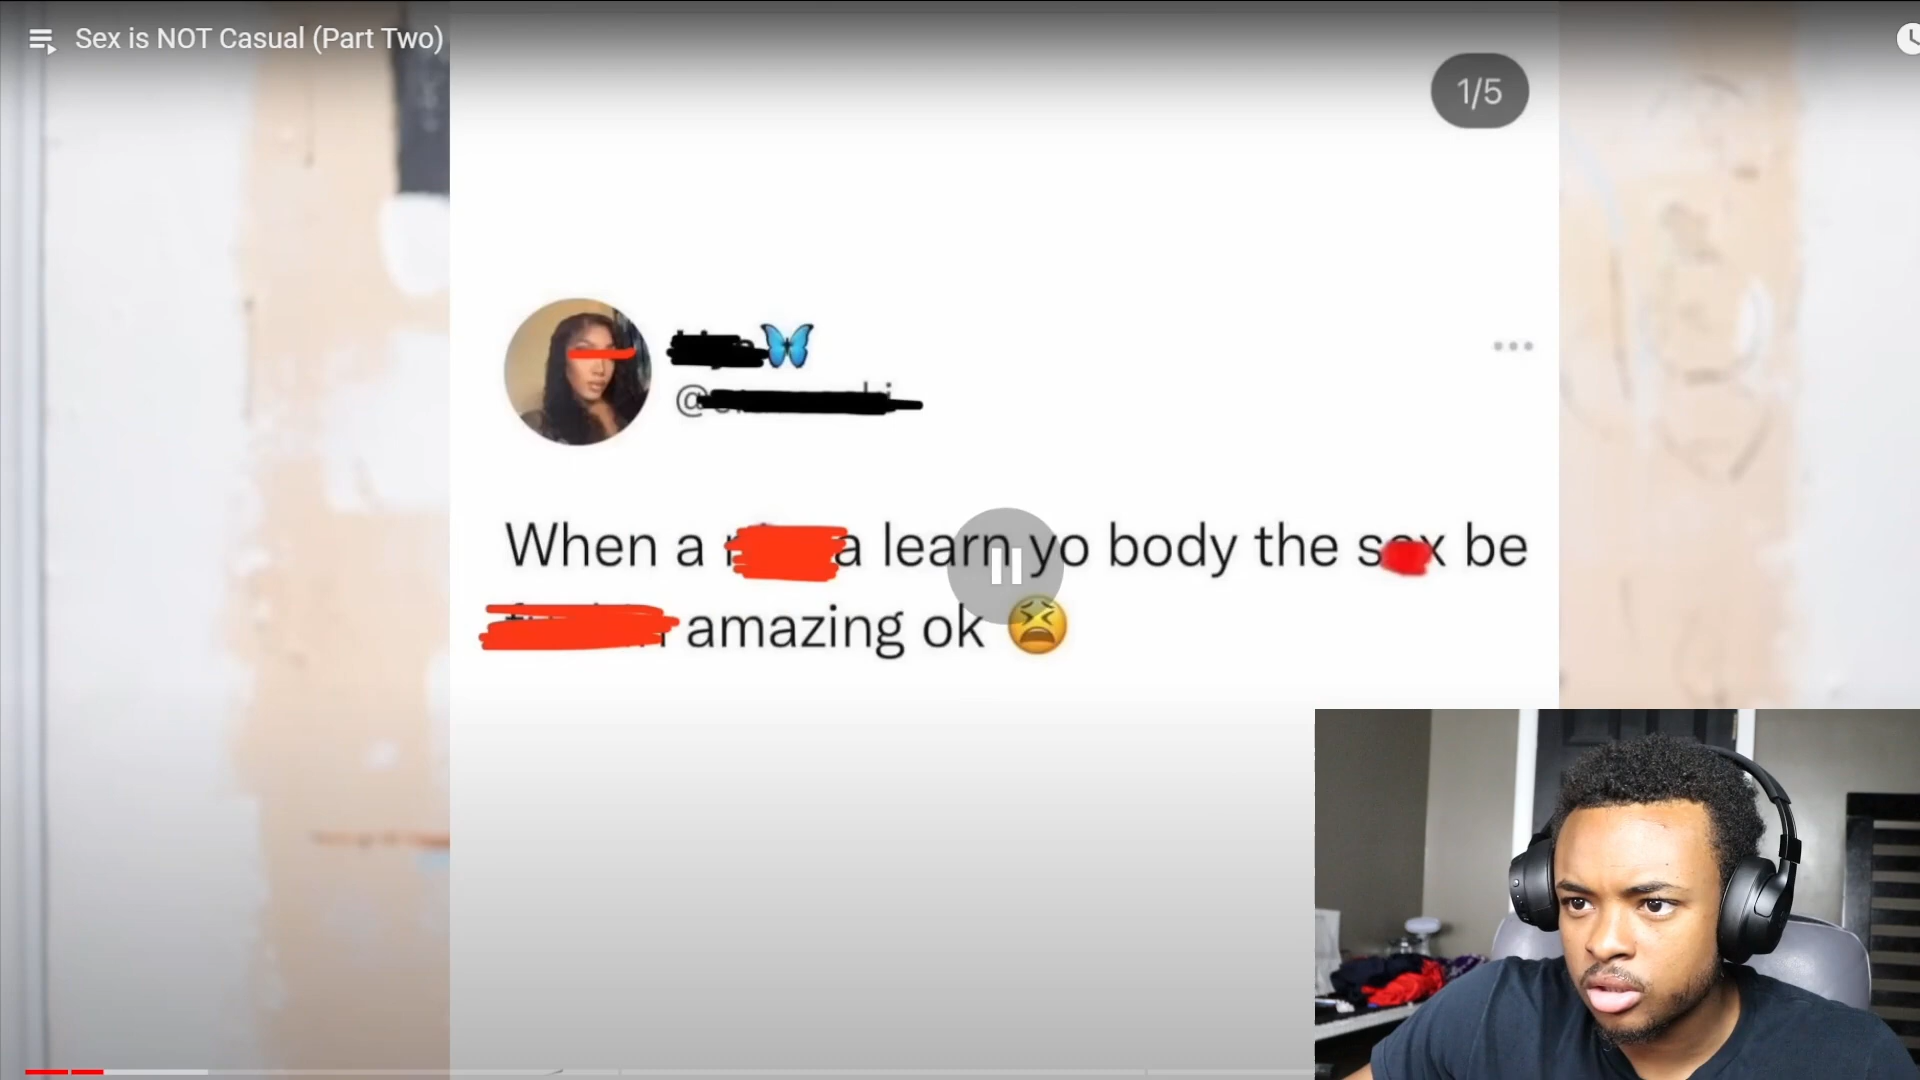 Sex is NOT Casual (Part Two)
1/5
When a learn yo body the sex be
amazing ok 😫